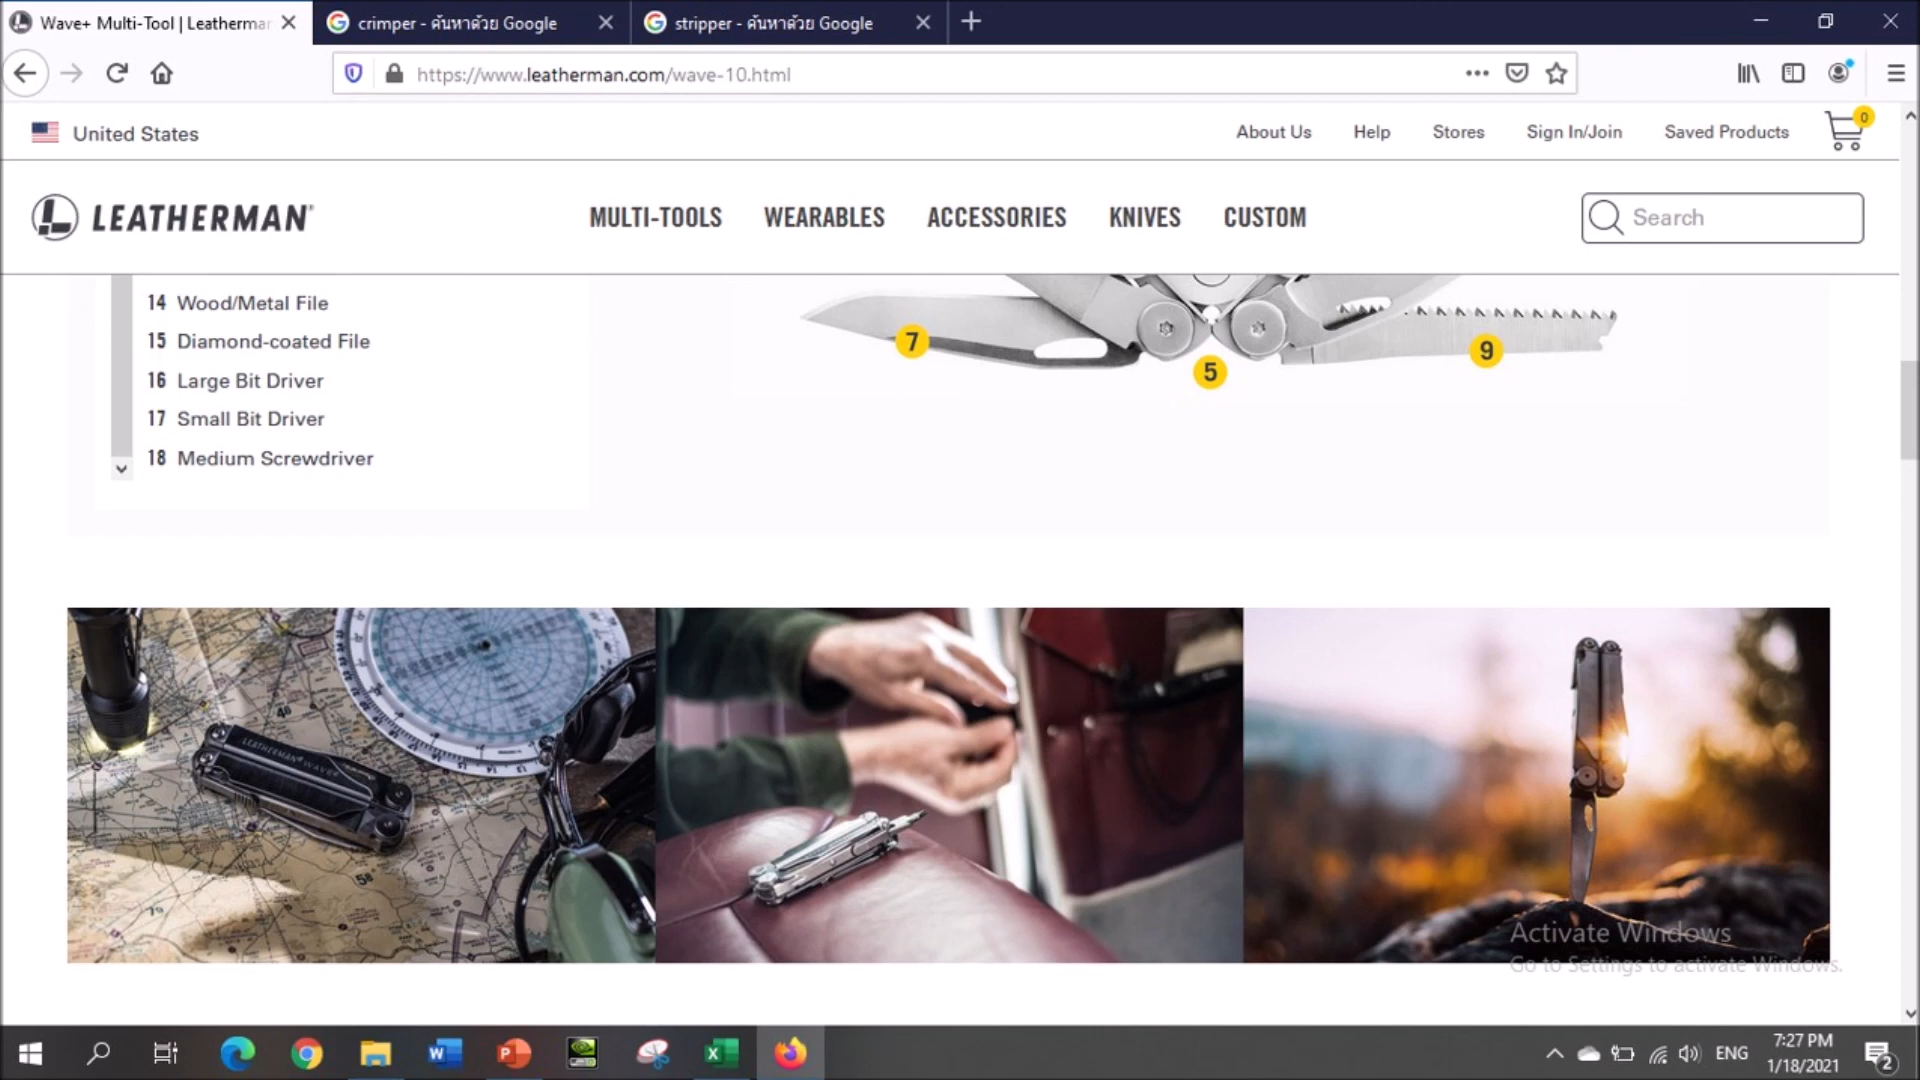 Wave+ Multi-Tool | Leatherman
crimper - ค้นหาด้วย Google
stripper - ค้นหาด้วย Google
https://www.leatherman.com/wave-10.html
United States
About Us
Help
Stores
Sign In/Join
Saved Products
0
LEATHERMAN
MULTI-TOOLS
WEARABLES
ACCESSORIES
KNIVES
CUSTOM
Search
14 Wood/Metal File
15 Diamond-coated File
16 Large Bit Driver
17 Small Bit Driver
18 Medium Screwdriver
7
5
9
LEATHERMAN WAVE
Activate Windows
Go to Settings to activate Windows.
ENG
7:27 PM
1/18/2021
2